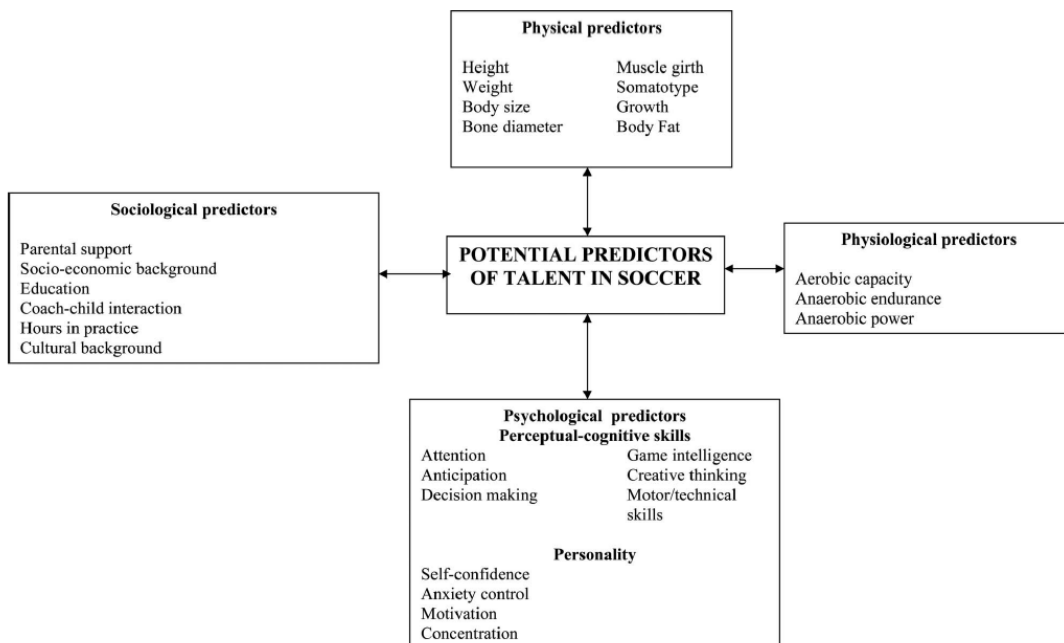 Physical predictors
Height Muscle girth
Weight Somatotype
Body size Growth
Bone diameter Body Fat
Sociological predictors
Parental support
Socio-economic background
Education
Coach-child interaction
Hours in practice
Cultural background
POTENTIAL PREDICTORS
OF TALENT IN SOCCER
Physiological predictors
Aerobic capacity
Anaerobic endurance
Anaerobic power
Psychological predictors
Perceptual-cognitive skills
Attention Game intelligence
Anticipation Creative thinking
Decision making Motor/technical
skills
Personality
Self-confidence
Anxiety control
Motivation
Concentration